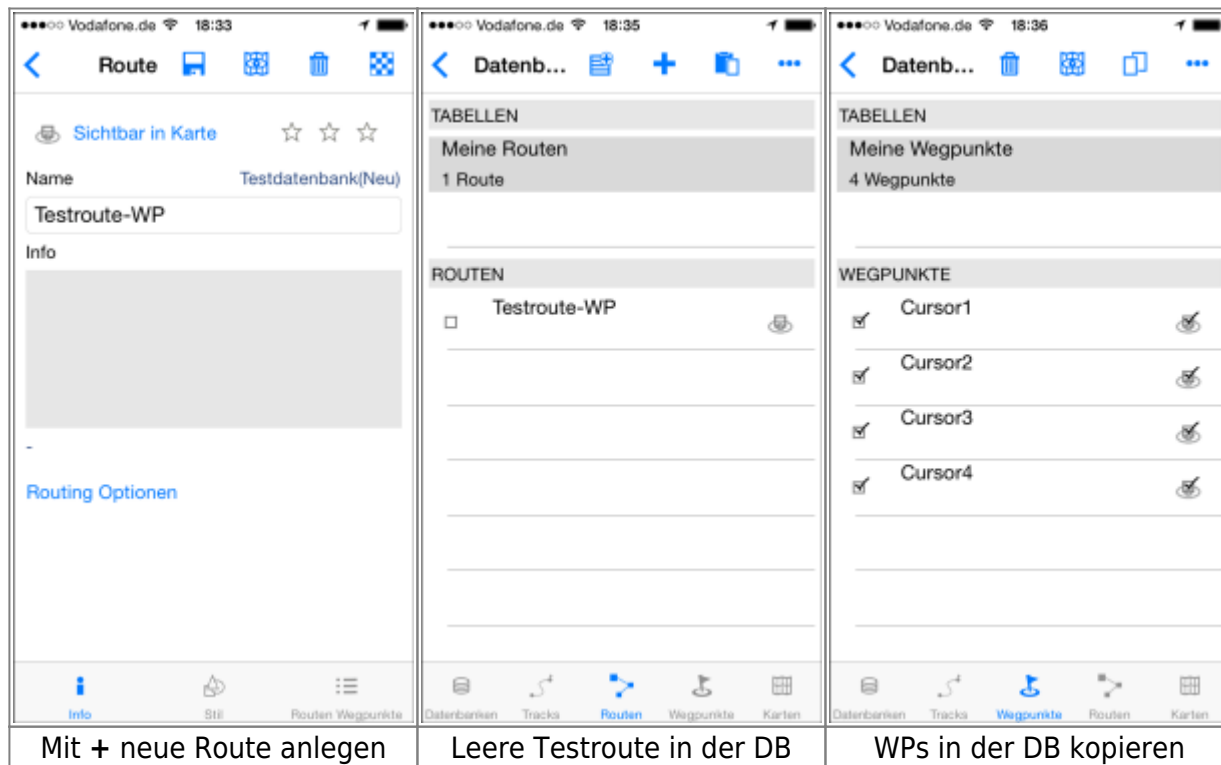 Vodafone.de 18:33
Route
Sichtbar in Karte
Name Testdatenbank(Neu)
Testroute-WP
Info
-
Routing Optionen
Info Stil Routen Wegpunkte
Mit + neue Route anlegen
Vodafone.de 18:35
Datenb...
TABELLEN
Meine Routen
1 Route
ROUTEN
Testroute-WP
Datenbanken Tracks Routen Wegpunkte Karten
Leere Testroute in der DB
Vodafone.de 18:36
Datenb...
TABELLEN
Meine Wegpunkte
4 Wegpunkte
WEGPUNKTE
Cursor1
Cursor2
Cursor3
Cursor4
Datenbanken Tracks Wegpunkte Routen Karten
WPs in der DB kopieren